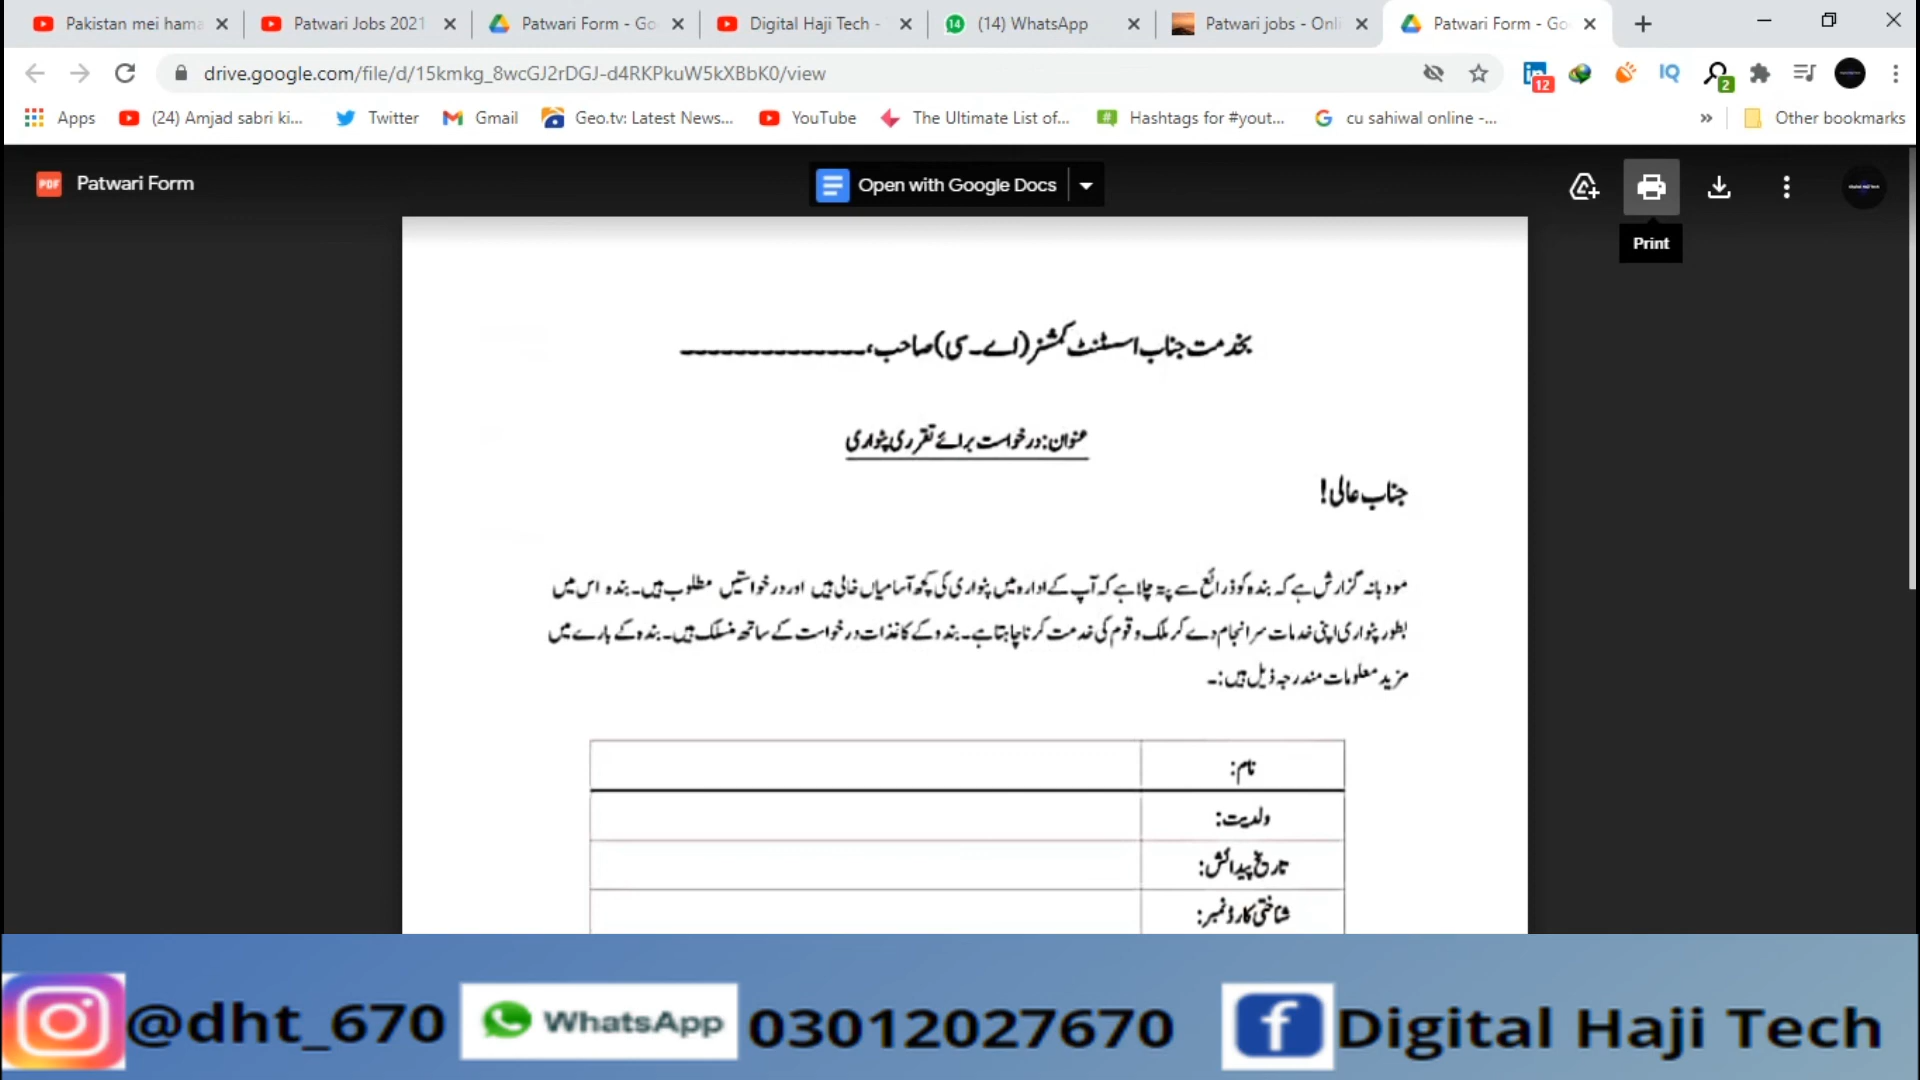 Pakistan mei hama
Patwari Jobs 2021
Patwari Form - Go
Digital Haji Tech -
(14) WhatsApp
Patwari jobs - Onli
Patwari Form - Go
drive.google.com/file/d/15kmkg_8wcGJ2rDGJ-d4RKPkuW5kXBbK0/view
12
2
Apps
(24) Amjad sabri ki...
Twitter
Gmail
Geo.tv: Latest News...
YouTube
The Ultimate List of...
Hashtags for #yout...
cu sahiwal online -...
Other bookmarks
PDF
Patwari Form
Open with Google Docs
Print
بخدمت جناب اسسٹنٹ کمشنر (اے۔سی) صاحب، ــــــــــــــــ
عنوان: درخواست برائے تقرری پٹواری
جناب عالی!
مودبانہ گزارش ہے کہ بندہ کو ذرائع سے پتہ چلا ہے کہ آپ کے ادارہ میں پٹواری کی کچھ آسامیاں خالی ہیں اور درخواستیں مطلوب ہیں۔ بندہ اس میں
بطور پٹواری اپنی خدمات سرانجام دے کر ملک و قوم کی خدمت کرنا چاہتا ہے۔ بندہ کے کاغذات درخواست کے ساتھ منسلک ہیں۔ بندہ کے بارے میں
مزید معلومات مندرجہ ذیل ہیں:۔
نام:
ولدیت:
تاریخ پیدائش:
شناختی کارڈ نمبر:
@dht_670
WhatsApp
03012027670
Digital Haji Tech